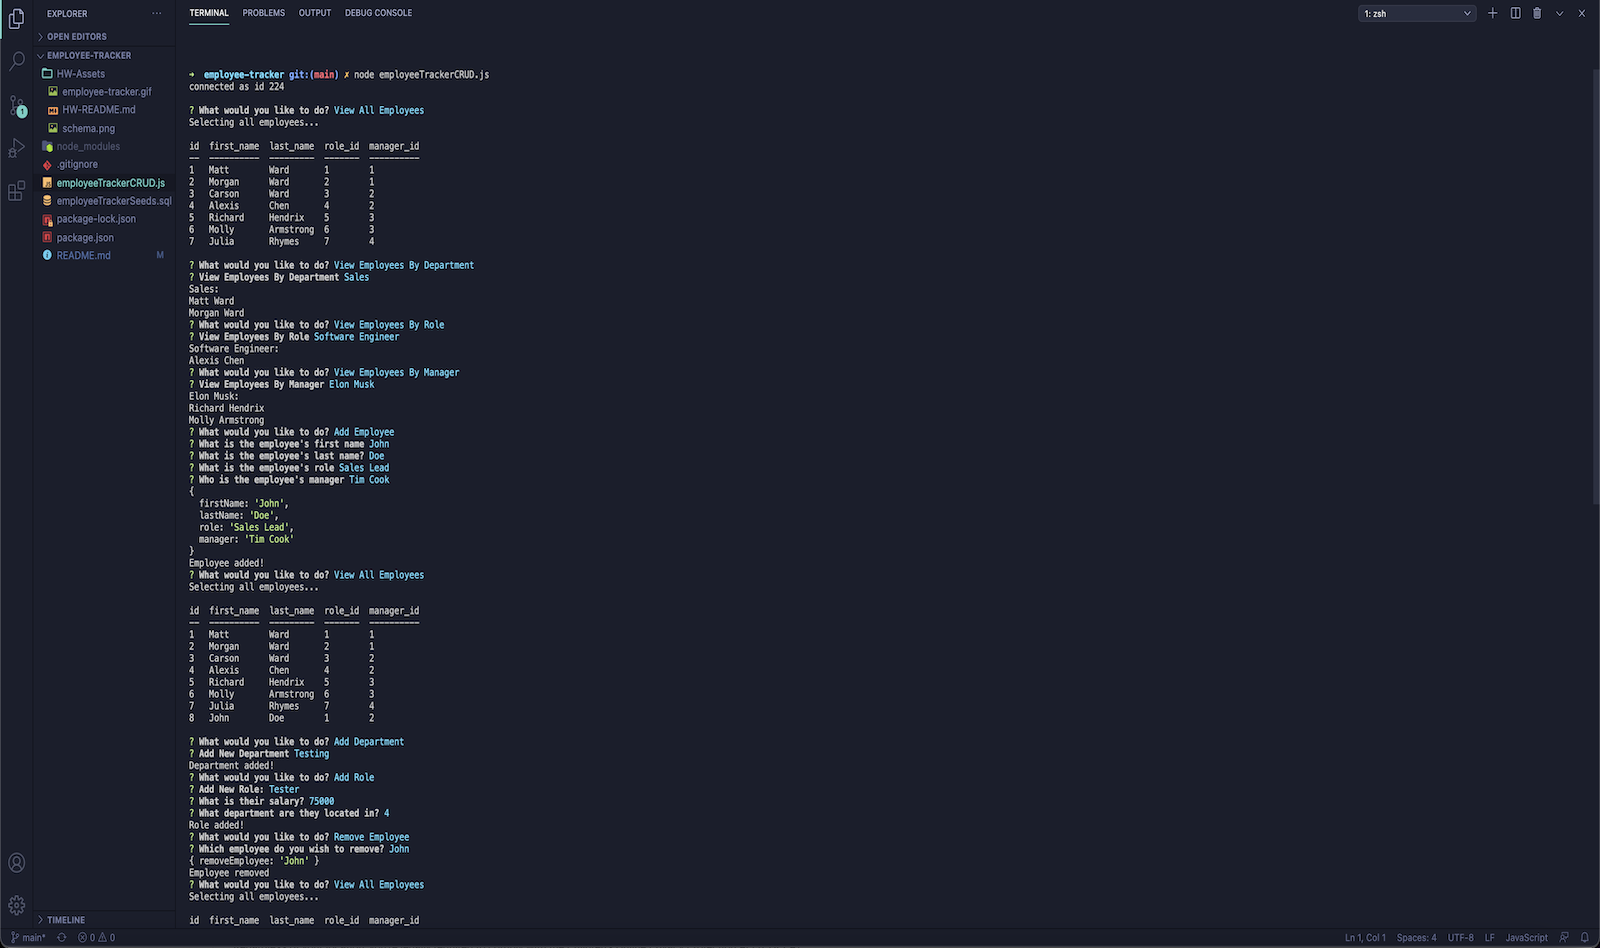 EXPLORER ···
OPEN EDITORS
EMPLOYEE-TRACKER
HW-Assets
employee-tracker.gif
HW-README.md
schema.png
node_modules
.gitignore
employeeTrackerCRUD.js
employeeTrackerSeeds.sql
package-lock.json
package.json
README.md M
TIMELINE
1
TERMINAL PROBLEMS OUTPUT DEBUG CONSOLE
1: zsh
→ employee-tracker git:(main) ✗ node employeeTrackerCRUD.js
connected as id 224
? What would you like to do? View All Employees
Selecting all employees...
id first_name last_name role_id manager_id
-- ---------- --------- ------- ----------
1 Matt Ward 1 1
2 Morgan Ward 2 1
3 Carson Ward 3 2
4 Alexis Chen 4 2
5 Richard Hendrix 5 3
6 Molly Armstrong 6 3
7 Julia Rhymes 7 4
? What would you like to do? View Employees By Department
? View Employees By Department Sales
Sales:
Matt Ward
Morgan Ward
? What would you like to do? View Employees By Role
? View Employees By Role Software Engineer
Software Engineer:
Alexis Chen
? What would you like to do? View Employees By Manager
? View Employees By Manager Elon Musk
Elon Musk:
Richard Hendrix
Molly Armstrong
? What would you like to do? Add Employee
? What is the employee's first name John
? What is the employee's last name? Doe
? What is the employee's role Sales Lead
? Who is the employee's manager Tim Cook
{
firstName: 'John',
lastName: 'Doe',
role: 'Sales Lead',
manager: 'Tim Cook'
}
Employee added!
? What would you like to do? View All Employees
Selecting all employees...
id first_name last_name role_id manager_id
-- ---------- --------- ------- ----------
1 Matt Ward 1 1
2 Morgan Ward 2 1
3 Carson Ward 3 2
4 Alexis Chen 4 2
5 Richard Hendrix 5 3
6 Molly Armstrong 6 3
7 Julia Rhymes 7 4
8 John Doe 1 2
? What would you like to do? Add Department
? Add New Department Testing
Department added!
? What would you like to do? Add Role
? Add New Role: Tester
? What is their salary? 75000
? What department are they located in? 4
Role added!
? What would you like to do? Remove Employee
? Which employee do you wish to remove? John
{ removeEmployee: 'John' }
Employee removed
? What would you like to do? View All Employees
Selecting all employees...
id first_name last_name role_id manager_id
main* 0 0 Ln 1, Col 1 Spaces: 4 UTF-8 LF JavaScript